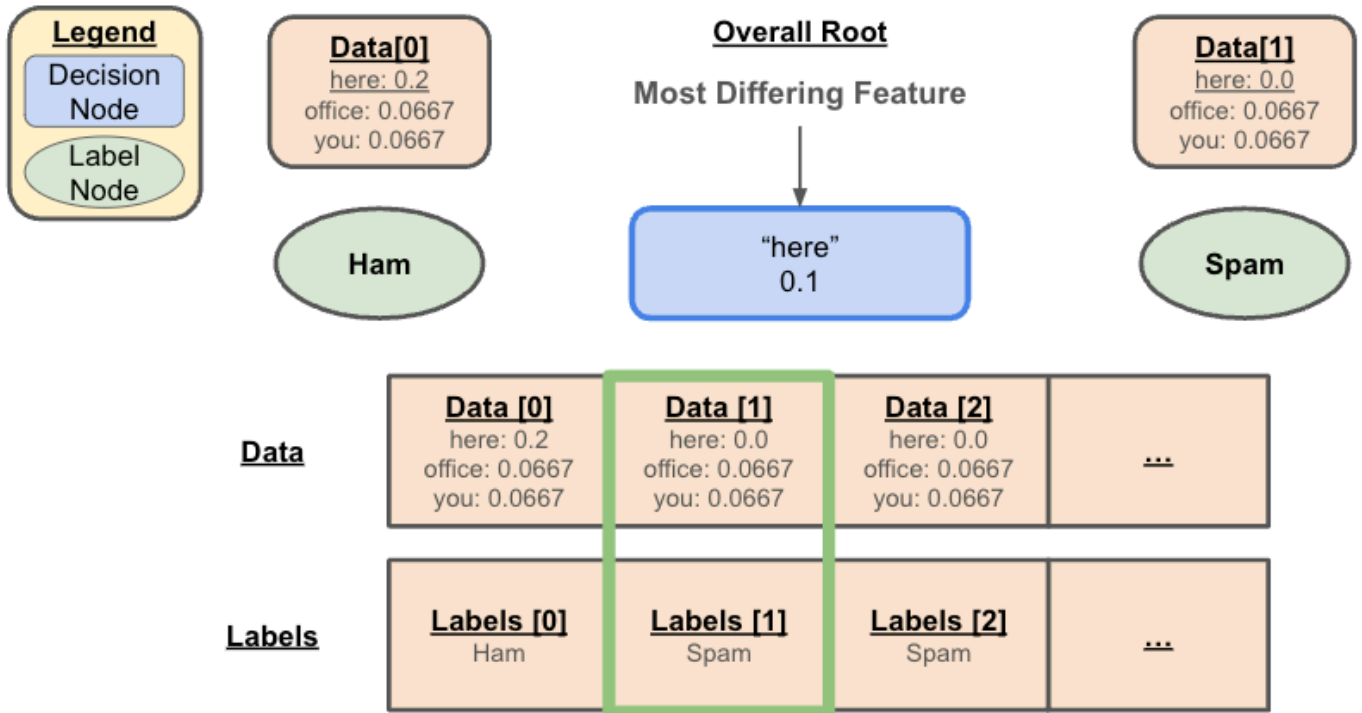 Legend
Decision
Node
Label
Node
Data[0]
here: 0.2
office: 0.0667
you: 0.0667
Ham
Overall Root
Most Differing Feature
“here”
0.1
Data[1]
here: 0.0
office: 0.0667
you: 0.0667
Spam
Data
Data [0]
here: 0.2
office: 0.0667
you: 0.0667
Data [1]
here: 0.0
office: 0.0667
you: 0.0667
Data [2]
here: 0.0
office: 0.0667
you: 0.0667
...
Labels
Labels [0]
Ham
Labels [1]
Spam
Labels [2]
Spam
...